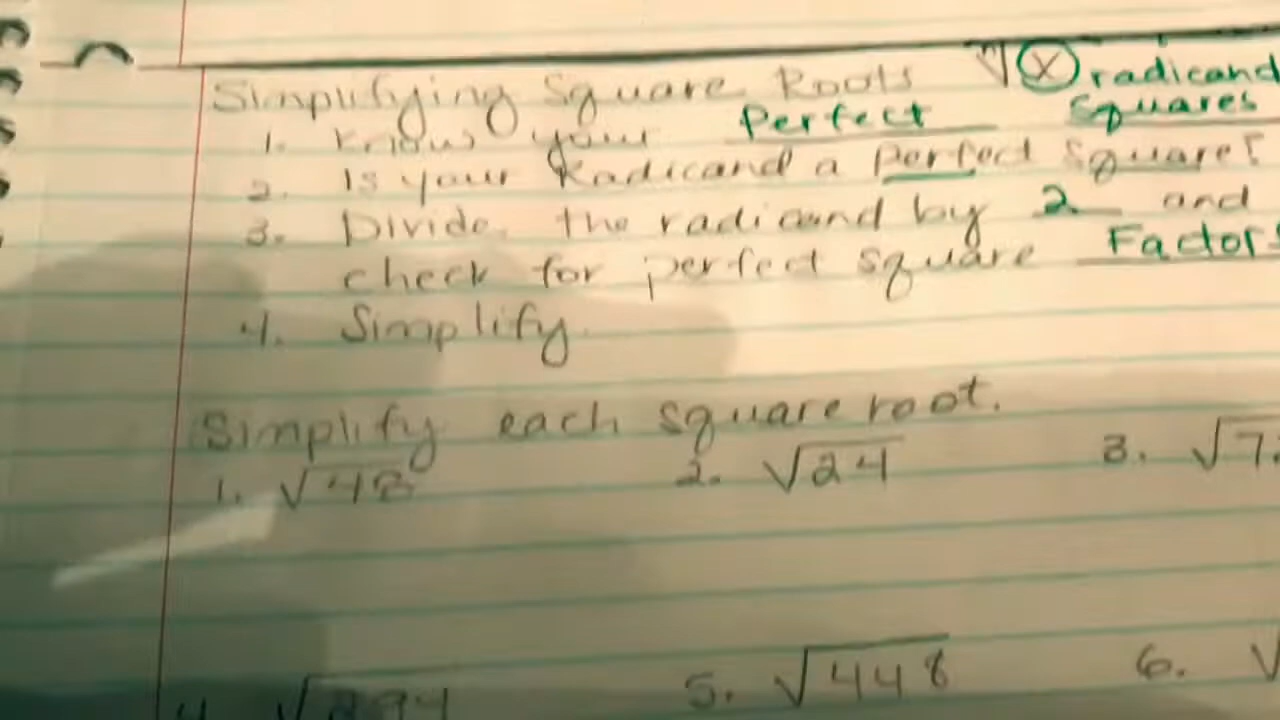 Simplifying Square Roots √ⓧ radicand
1. Know your Perfect Squares
2. Is your Radicand a perfect square?
3. Divide the radicand by 2 and
check for perfect square Factors
4. Simplify.
Simplify each square root.
1. √48 2. √24 3. √7
4. 5. √448 6. √